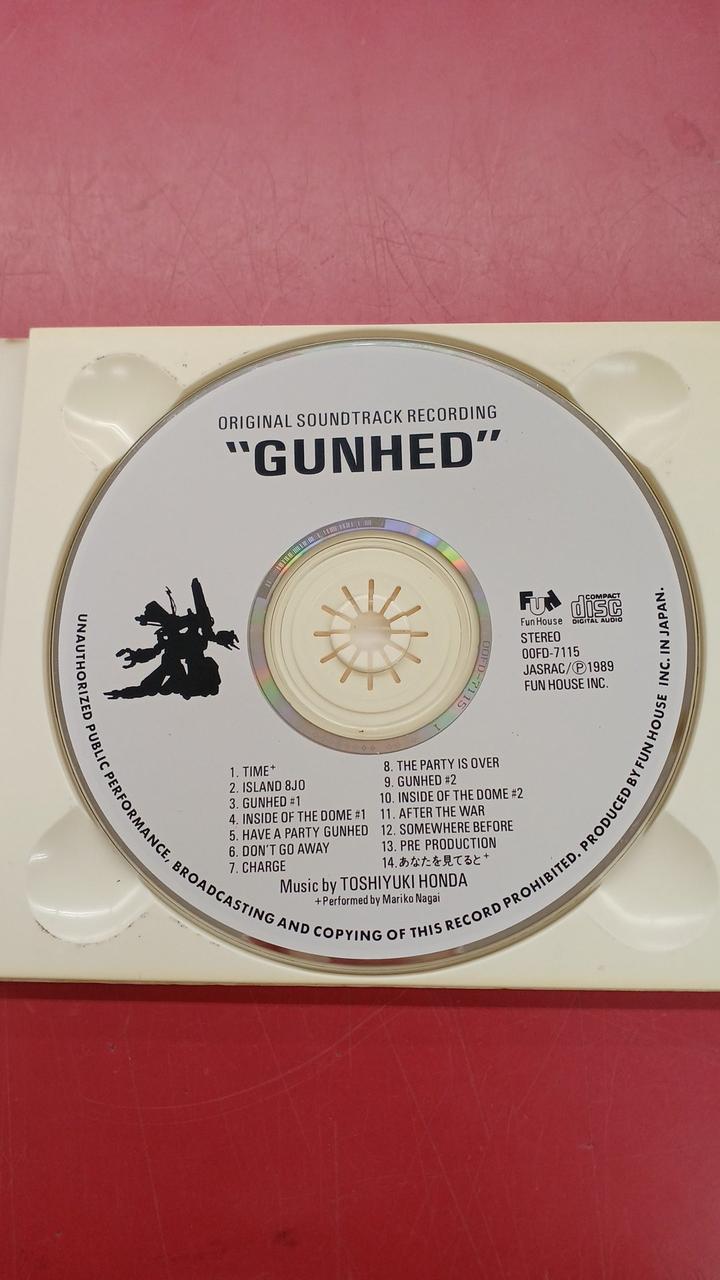 ORIGINAL SOUNDTRACK RECORDING
"GUNHED"
Fun
Fun House
COMPACT
disc
DIGITAL AUDIO
STEREO
00FD-7115
JASRAC/Ⓟ1989
FUN HOUSE INC.
00FD-7115 1
1. TIME+
2. ISLAND 8JO
3. GUNHED #1
4. INSIDE OF THE DOME #1
5. HAVE A PARTY GUNHED
6. DON'T GO AWAY
7. CHARGE
8. THE PARTY IS OVER
9. GUNHED #2
10. INSIDE OF THE DOME #2
11. AFTER THE WAR
12. SOMEWHERE BEFORE
13. PRE PRODUCTION
14. あなたを見てると+
Music by TOSHIYUKI HONDA
+Performed by Mariko Nagai
UNAUTHORIZED PUBLIC PERFORMANCE, BROADCASTING AND COPYING OF THIS RECORD PROHIBITED. PRODUCED BY FUN HOUSE INC. IN JAPAN.